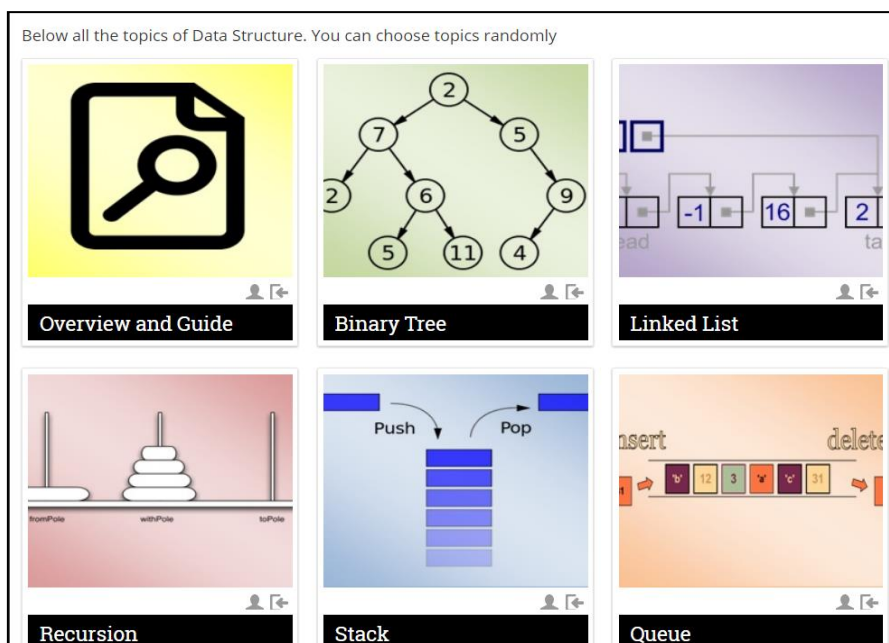 Below all the topics of Data Structure. You can choose topics randomly
2
7
5
2
6
9
5
11
4
-1
16
2
ead
ta
Overview and Guide
Binary Tree
Linked List
fromPole
withPole
toPole
Push
Pop
nsert
delete
'b'
12
3
'a'
'c'
31
Recursion
Stack
Queue